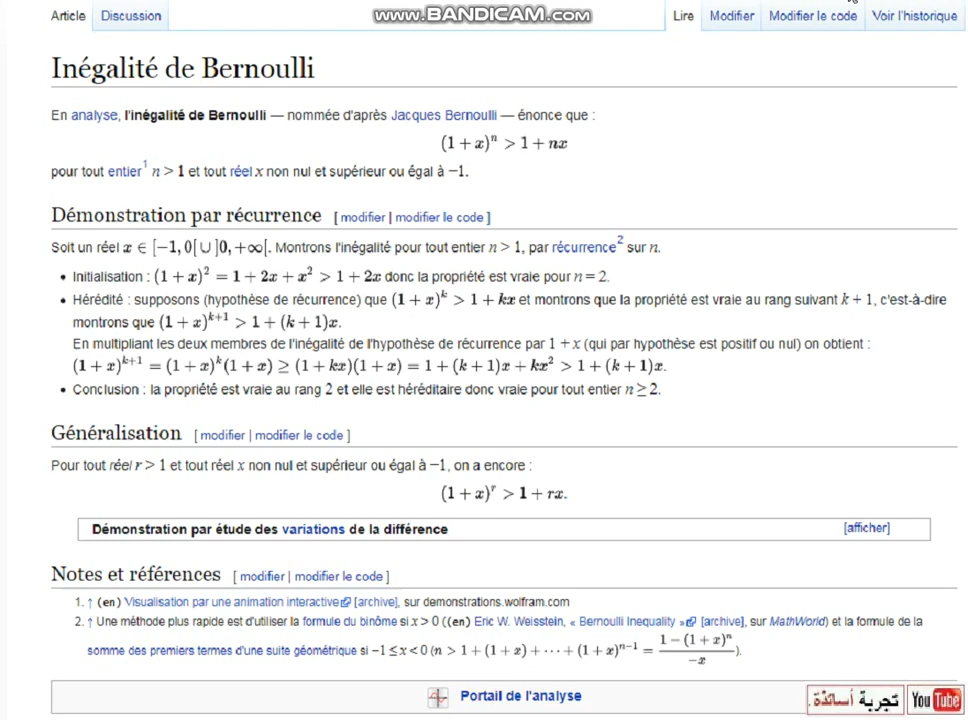 Article Discussion www.BANDICAM.com Lire Modifier Modifier le code Voir l'historique
Inégalité de Bernoulli
En analyse, l'inégalité de Bernoulli — nommée d'après Jacques Bernoulli — énonce que :
(1 + x)^n > 1 + nx
pour tout entier¹ n > 1 et tout réel x non nul et supérieur ou égal à −1.
Démonstration par récurrence [ modifier | modifier le code ]
Soit un réel x ∈ [−1, 0[ ∪ ]0, +∞[. Montrons l'inégalité pour tout entier n > 1, par récurrence² sur n.
• Initialisation : (1 + x)² = 1 + 2x + x² > 1 + 2x donc la propriété est vraie pour n = 2.
• Hérédité : supposons (hypothèse de récurrence) que (1 + x)^k > 1 + kx et montrons que la propriété est vraie au rang suivant k + 1, c'est-à-dire
montrons que (1 + x)^{k+1} > 1 + (k + 1)x.
En multipliant les deux membres de l'inégalité de l'hypothèse de récurrence par 1 + x (qui par hypothèse est positif ou nul) on obtient :
(1 + x)^{k+1} = (1 + x)^k(1 + x) ≥ (1 + kx)(1 + x) = 1 + (k + 1)x + kx² > 1 + (k + 1)x.
• Conclusion : la propriété est vraie au rang 2 et elle est héréditaire donc vraie pour tout entier n ≥ 2.
Généralisation [ modifier | modifier le code ]
Pour tout réel r > 1 et tout réel x non nul et supérieur ou égal à −1, on a encore :
(1 + x)^r > 1 + rx.
Démonstration par étude des variations de la différence [afficher]
Notes et références [ modifier | modifier le code ]
1. ↑ (en) Visualisation par une animation interactive [archive], sur demonstrations.wolfram.com
2. ↑ Une méthode plus rapide est d'utiliser la formule du binôme si x > 0 ((en) Eric W. Weisstein, « Bernoulli Inequality » [archive], sur MathWorld) et la formule de la
somme des premiers termes d'une suite géométrique si −1 ≤ x < 0 (n > 1 + (1 + x) + ⋯ + (1 + x)^{n−1} = (1 − (1 + x)^n)/(−x)).
Portail de l'analyse
تجربة أساتذة. You Tube